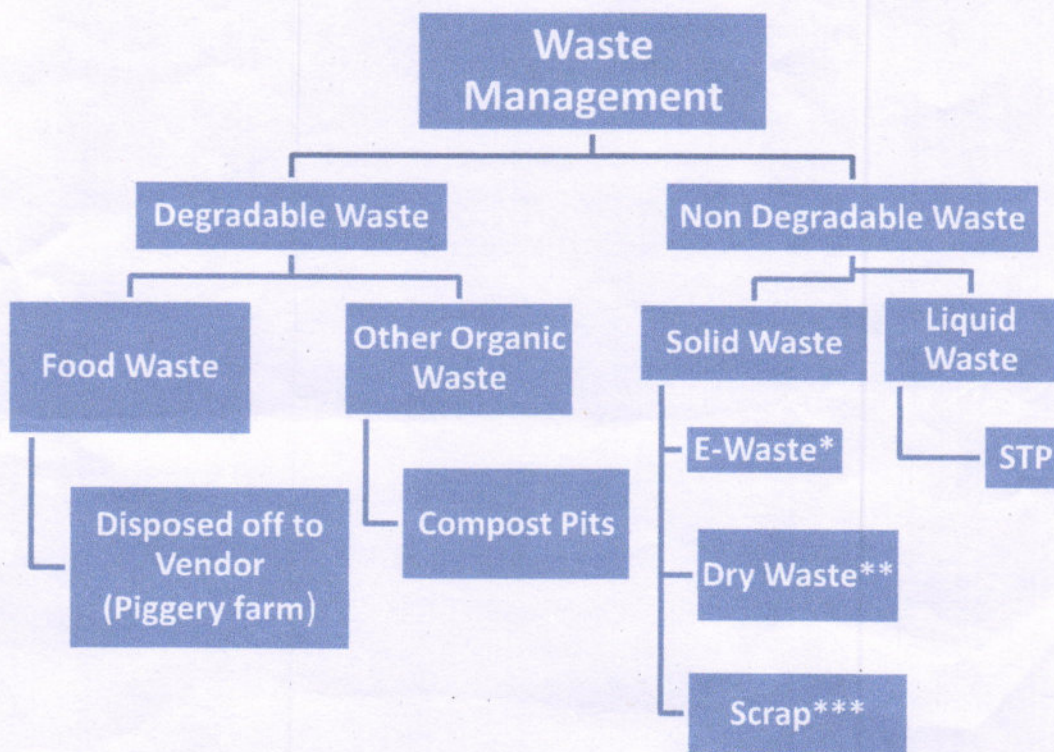 Waste
Management
Degradable Waste
Non Degradable Waste
Food Waste
Other Organic
Waste
Solid Waste
Liquid
Waste
Disposed off to
Vendor
(Piggery farm)
Compost Pits
E-Waste*
Dry Waste**
Scrap***
STP